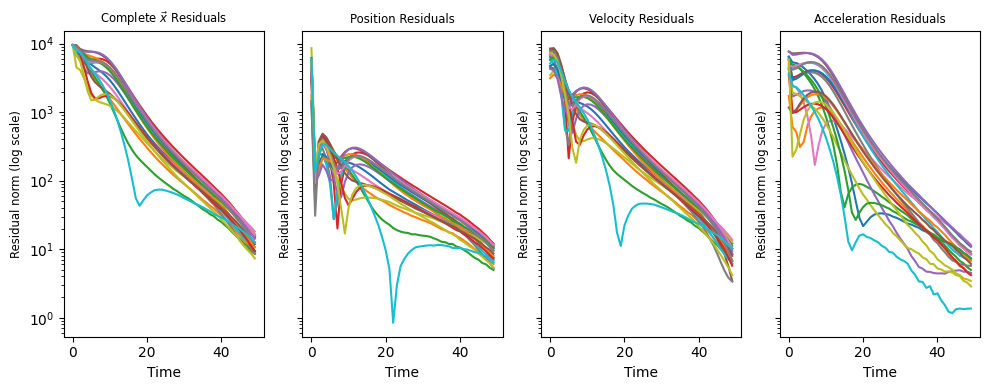 Complete $\vec{x}$ Residuals
Position Residuals
Velocity Residuals
Acceleration Residuals
Residual norm (log scale)
Residual norm (log scale)
Residual norm (log scale)
Residual norm (log scale)
10⁴
10³
10²
10¹
10⁰
0 20 40
0 20 40
0 20 40
0 20 40
Time
Time
Time
Time